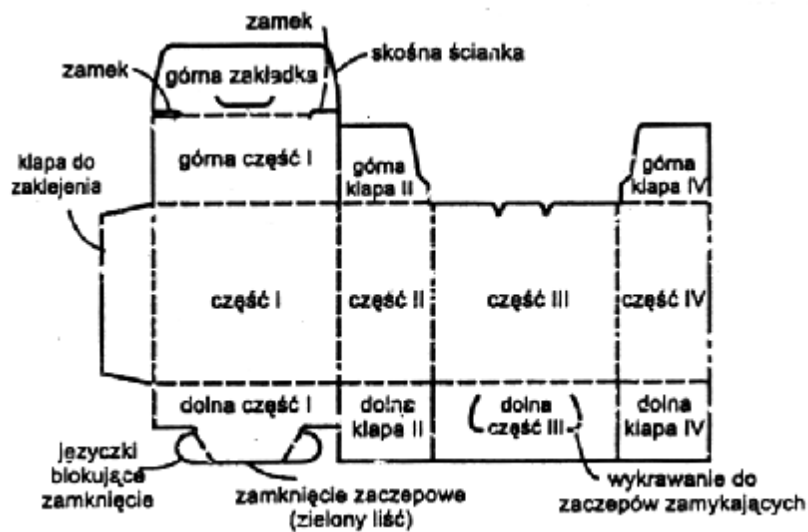 zamek
zamek
skośna ścianka
górna zakładka
klapa do
zaklejenia
górna część I
górna
klapa II
górna
klapa IV
część I
część II
część III
część IV
dolna część I
dolna
klapa II
dolna
część III
dolna
klapa IV
języczki
blokujące
zamknięcie
zamknięcie zaczepowe
(zielony liść)
wykrawanie do
zaczepów zamykających